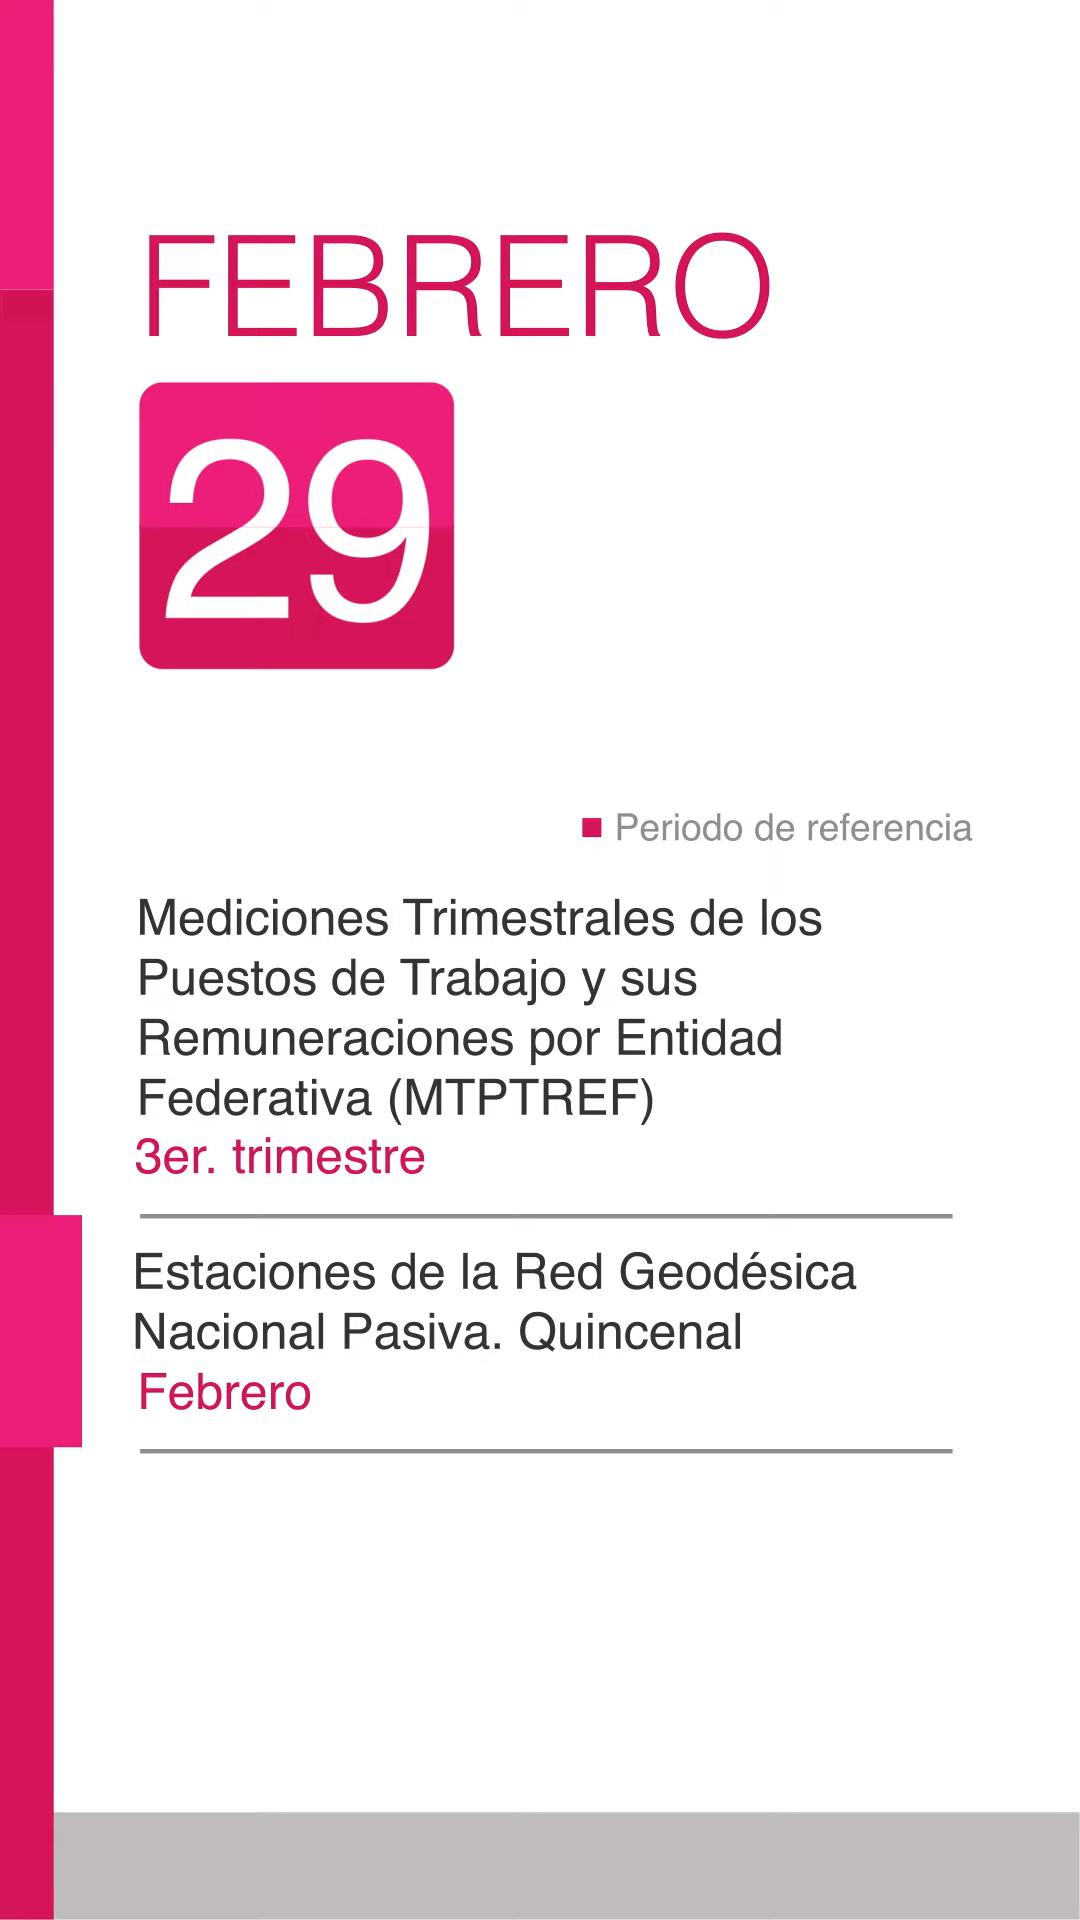 FEBRERO
29
Periodo de referencia
Mediciones Trimestrales de los
Puestos de Trabajo y sus
Remuneraciones por Entidad
Federativa (MTPTREF)
3er. trimestre
Estaciones de la Red Geodésica
Nacional Pasiva. Quincenal
Febrero